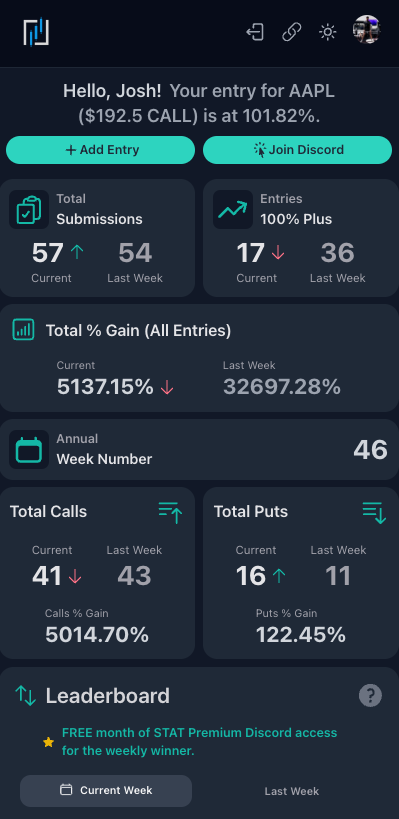 Hello, Josh! Your entry for AAPL
($192.5 CALL) is at 101.82%.
+ Add Entry
Join Discord
Total
Submissions
57 ↑ 54
Current Last Week
Entries
100% Plus
17 ↓ 36
Current Last Week
Total % Gain (All Entries)
Current Last Week
5137.15% ↓ 32697.28%
Annual
Week Number
46
Total Calls
Current Last Week
41 ↓ 43
Calls % Gain
5014.70%
Total Puts
Current Last Week
16 ↑ 11
Puts % Gain
122.45%
Leaderboard
?
FREE month of STAT Premium Discord access
for the weekly winner.
Current Week
Last Week